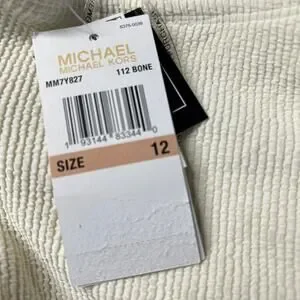 MICHAEL
MICHAEL KORS
MM7Y827 112 BONE
1 93144 83344 0
SIZE 12